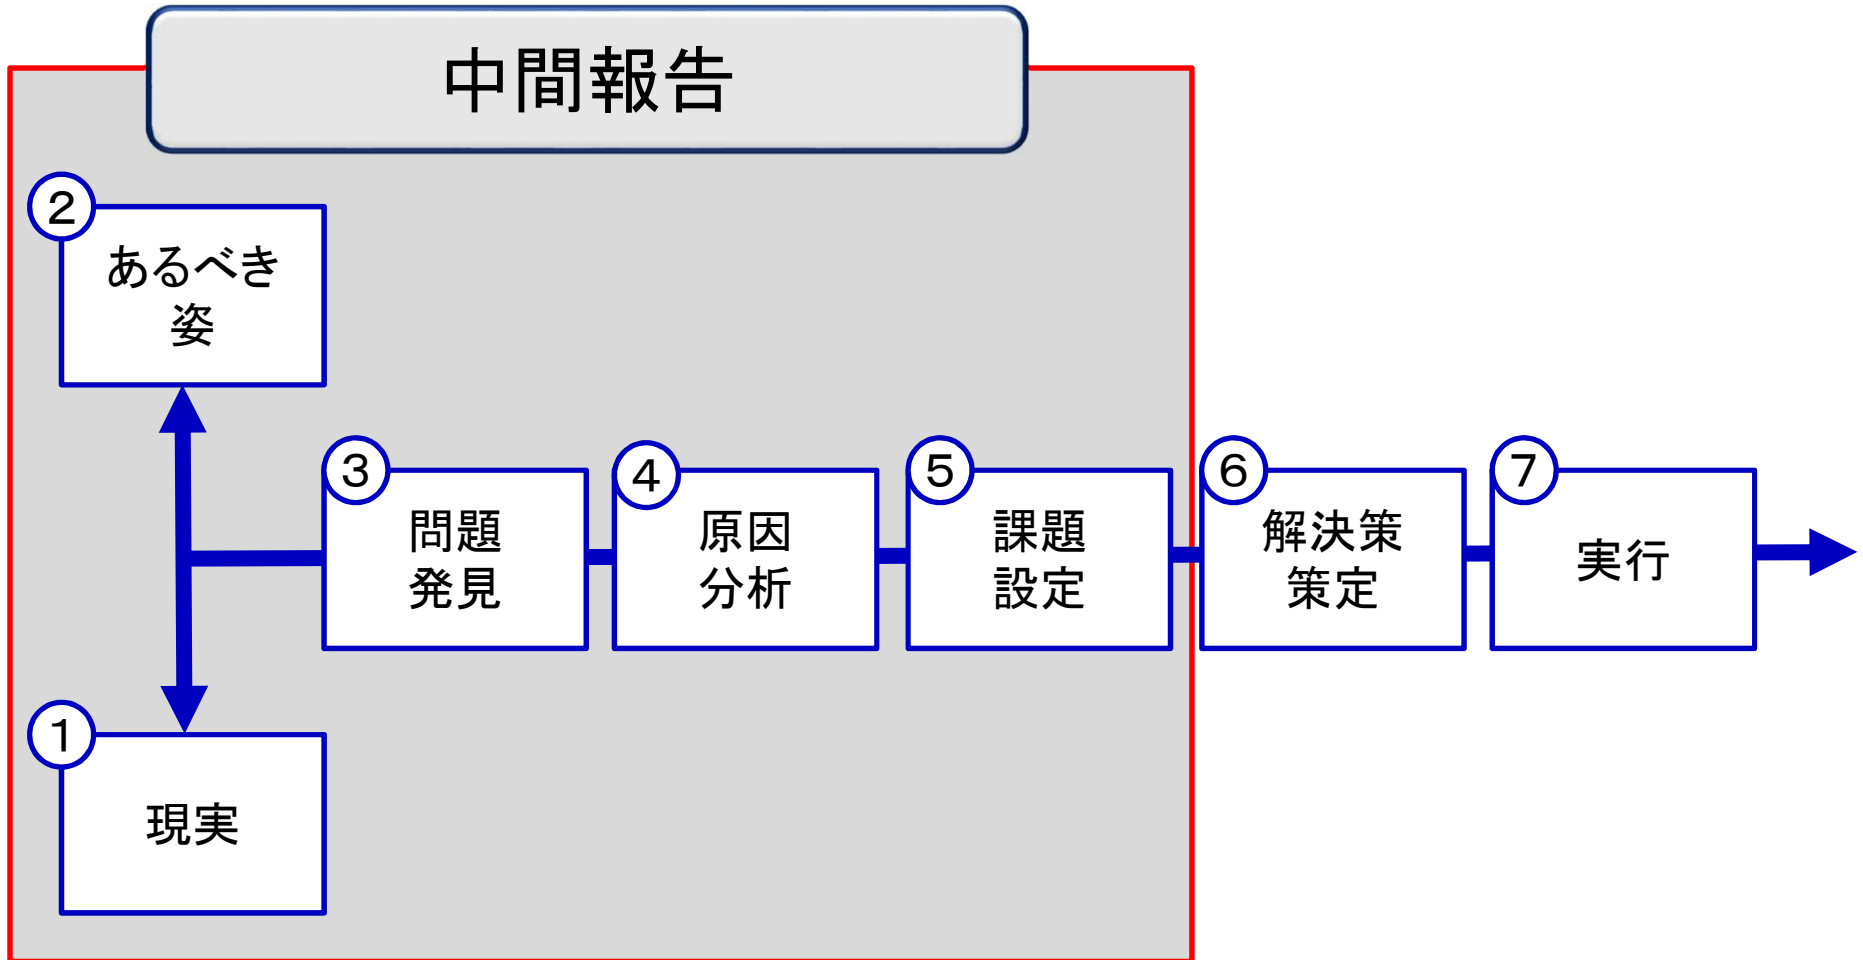 中間報告
②
あるべき
姿
③
問題
発見
④
原因
分析
⑤
課題
設定
⑥
解決策
策定
⑦
実行
①
現実